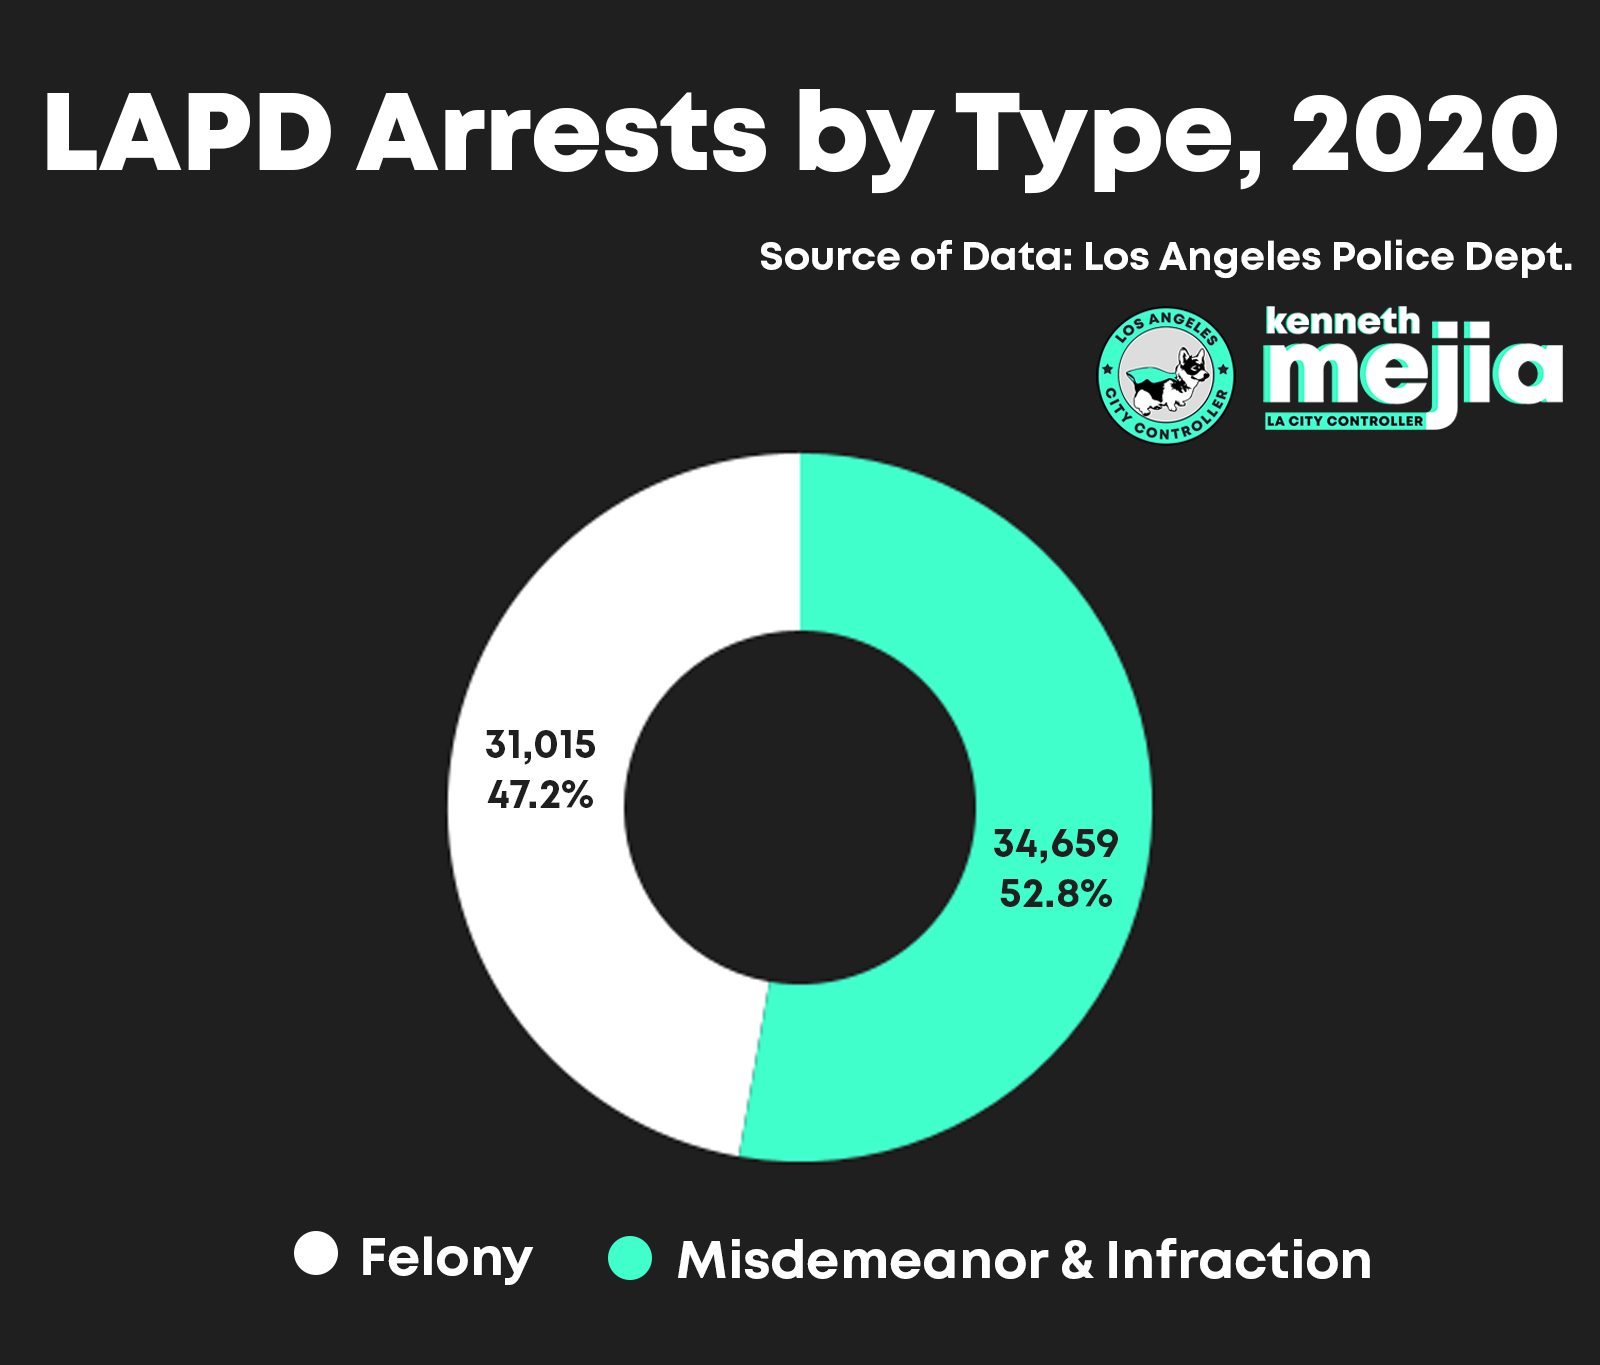 LAPD Arrests by Type, 2020
Source of Data: Los Angeles Police Dept.
LOS ANGELES
CITY CONTROLLER
kenneth
mejia
LA CITY CONTROLLER
31,015
47.2%
34,659
52.8%
Felony
Misdemeanor & Infraction